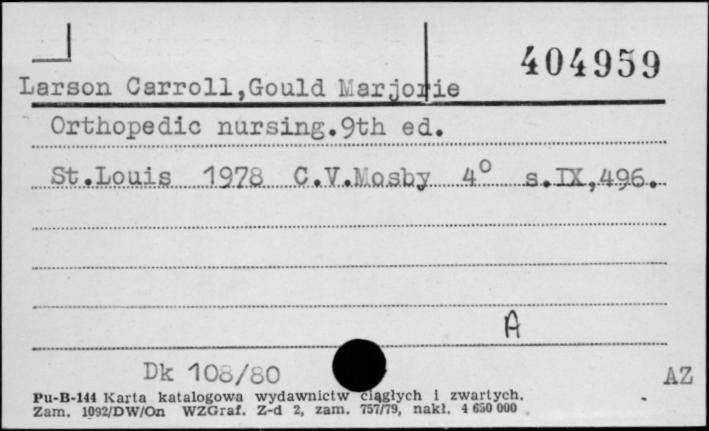 404959
Larson Carroll,Gould Marjorie
Orthopedic nursing.9th ed.
St.Louis 1978 C.V.Mosby 4° s.IX,496.
A
Dk 108/80
AZ
Pu-B-144 Karta katalogowa wydawnictw ciągłych i zwartych.
Zam. 1092/DW/On WZGraf. Z-d 2, zam. 757/79, nakł. 4 650 000